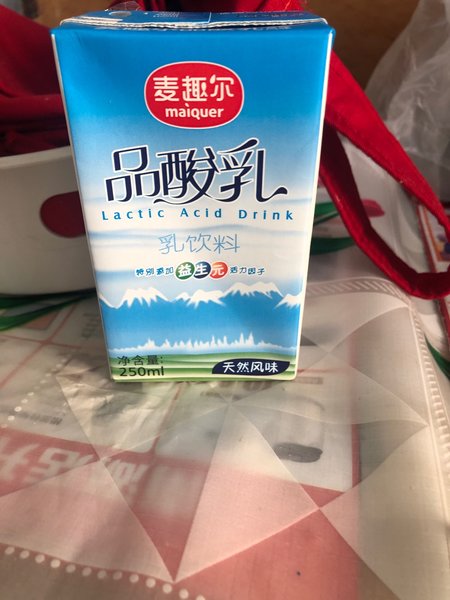 麦趣尔
maiquer
品酸乳
Lactic Acid Drink
乳饮料
特别添加益生元活力因子
净含量:
250ml
天然风味